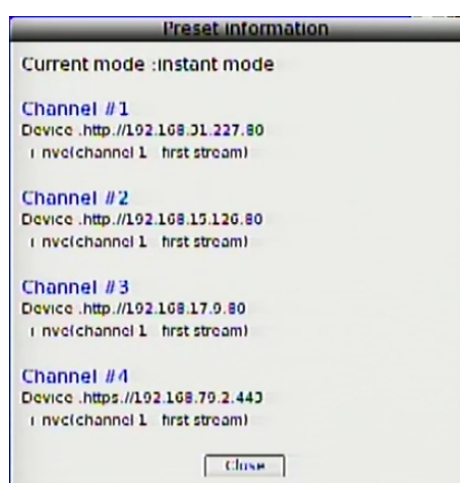 Preset information
Current mode :instant mode
Channel #1
Device :http://192.168.31.227:80
nvc(channel 1 first stream)
Channel #2
Device :http://192.168.15.126:80
nvc(channel 1 first stream)
Channel #3
Device :http://192.168.17.9:80
nvc(channel 1 first stream)
Channel #4
Device :https://192.168.79.2:443
nvc(channel 1 first stream)
Close